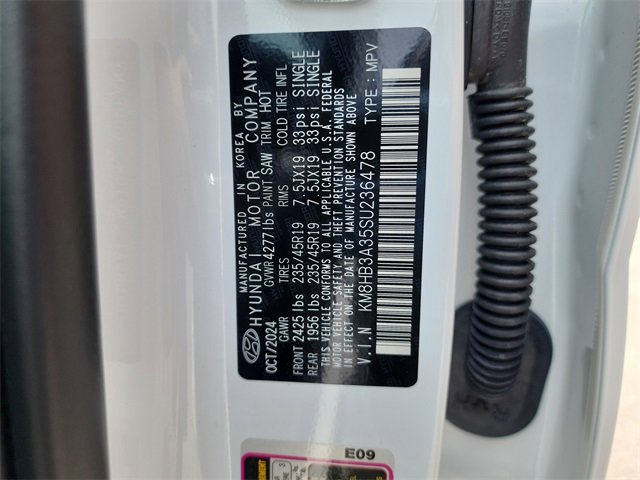 MANUFACTURED IN KOREA BY
HYUNDAI MOTOR COMPANY
OCT/2024 GVWR 4277 lbs PAINT SAW TRIM HOT
GAWR TIRES RIMS COLD TIRE INFL
FRONT 2425 lbs 235/45R19 7.5JX19 33psi SINGLE
REAR 1956 lbs 235/45R19 7.5JX19 33psi SINGLE
THIS VEHICLE CONFORMS TO ALL APPLICABLE U.S.A. FEDERAL
MOTOR VEHICLE SAFETY AND THEFT PREVENTION STANDARDS
IN EFFECT ON THE DATE OF MANUFACTURE SHOWN ABOVE
V.I.N KM8HB3A35SU236478 TYPE : MPV
E09